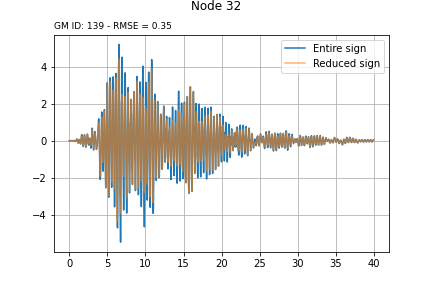 Node 32
GM ID: 139 - RMSE = 0.35
Entire sign
Reduced sign
4
2
0
−2
−4
0 5 10 15 20 25 30 35 40